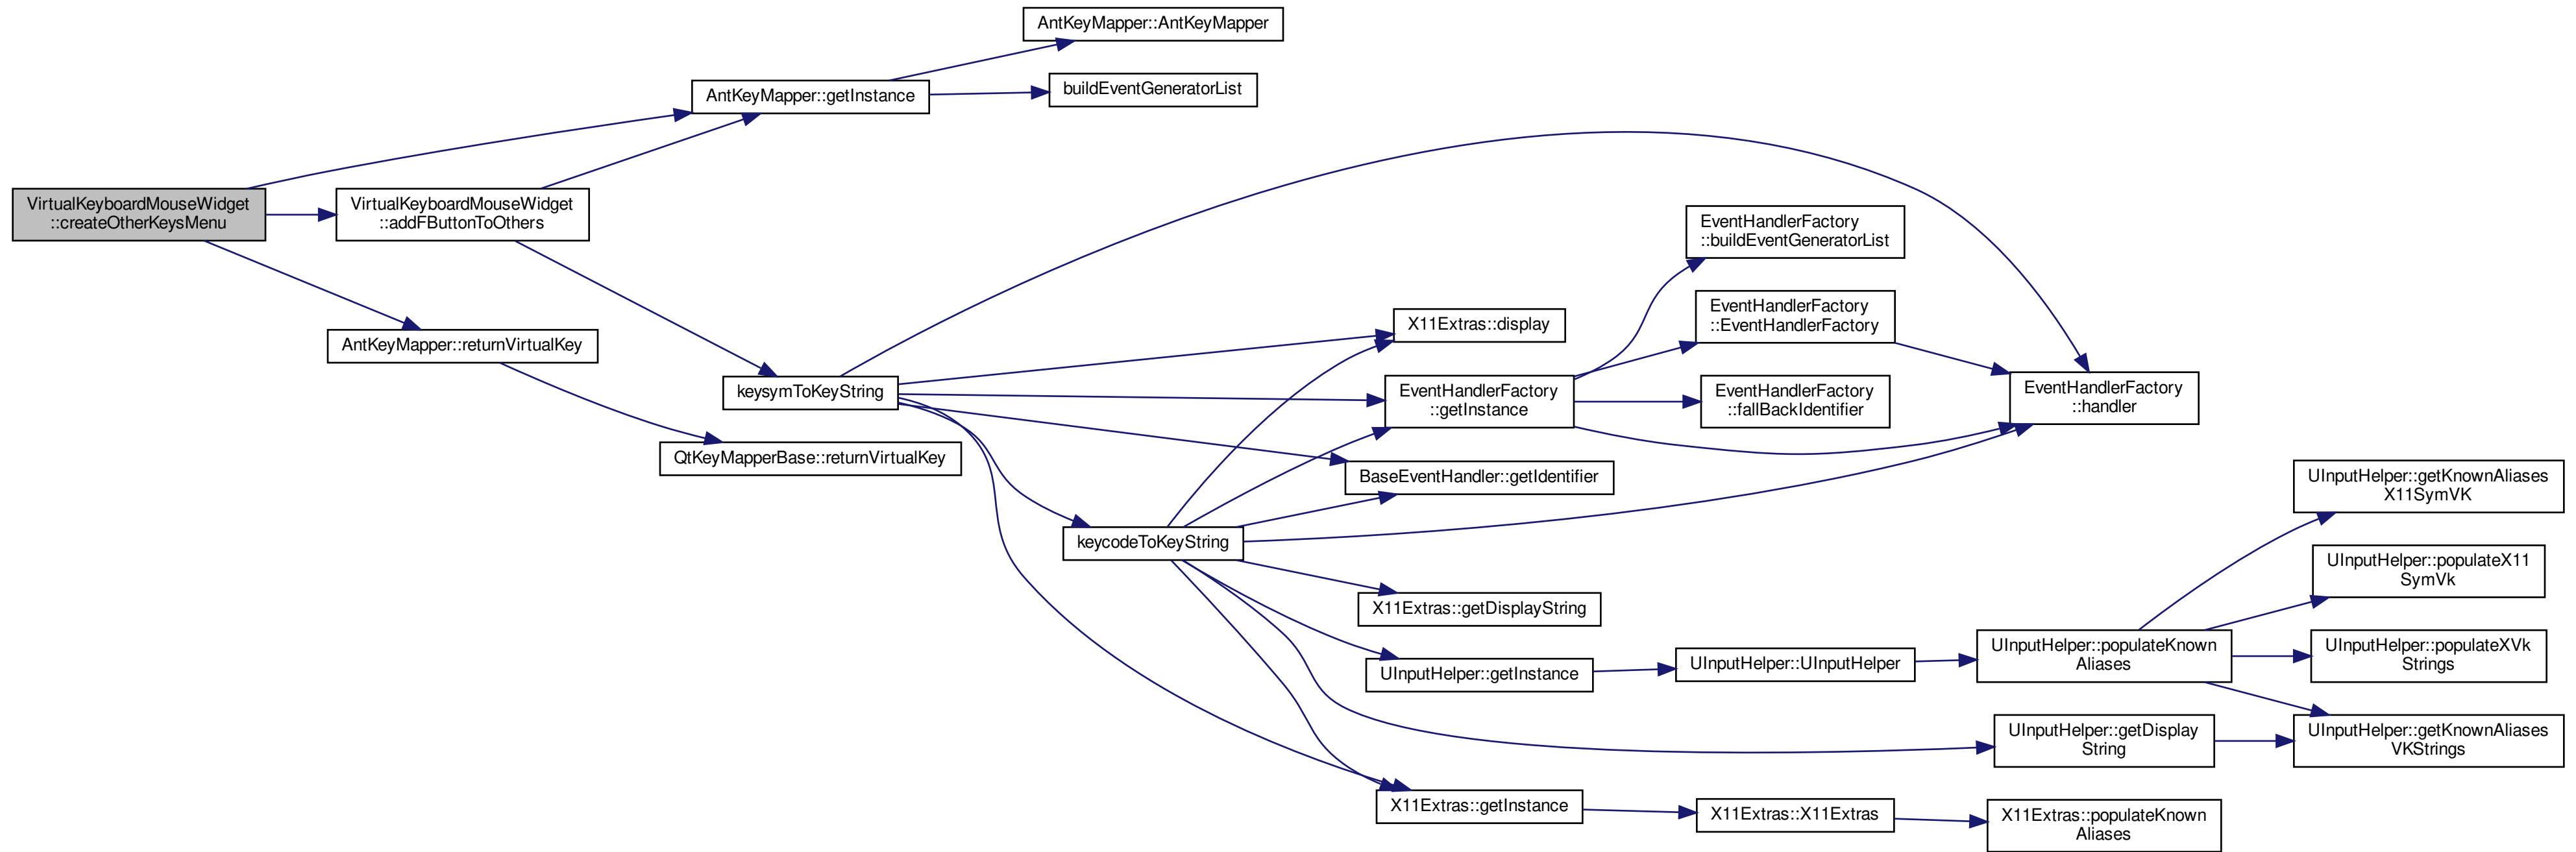 AntKeyMapper::AntKeyMapper
AntKeyMapper::getInstance
buildEventGeneratorList
VirtualKeyboardMouseWidget
::createOtherKeysMenu
VirtualKeyboardMouseWidget
::addFButtonToOthers
AntKeyMapper::returnVirtualKey
keysymToKeyString
QtKeyMapperBase::returnVirtualKey
EventHandlerFactory
::buildEventGeneratorList
X11Extras::display
EventHandlerFactory
::EventHandlerFactory
EventHandlerFactory
::getInstance
EventHandlerFactory
::fallBackIdentifier
EventHandlerFactory
::handler
BaseEventHandler::getIdentifier
keycodeToKeyString
X11Extras::getDisplayString
UInputHelper::getInstance
UInputHelper::UInputHelper
UInputHelper::populateKnown
Aliases
UInputHelper::getKnownAliases
X11SymVK
UInputHelper::populateX11
SymVk
UInputHelper::populateXVk
Strings
UInputHelper::getDisplay
String
UInputHelper::getKnownAliases
VKStrings
X11Extras::getInstance
X11Extras::X11Extras
X11Extras::populateKnown
Aliases